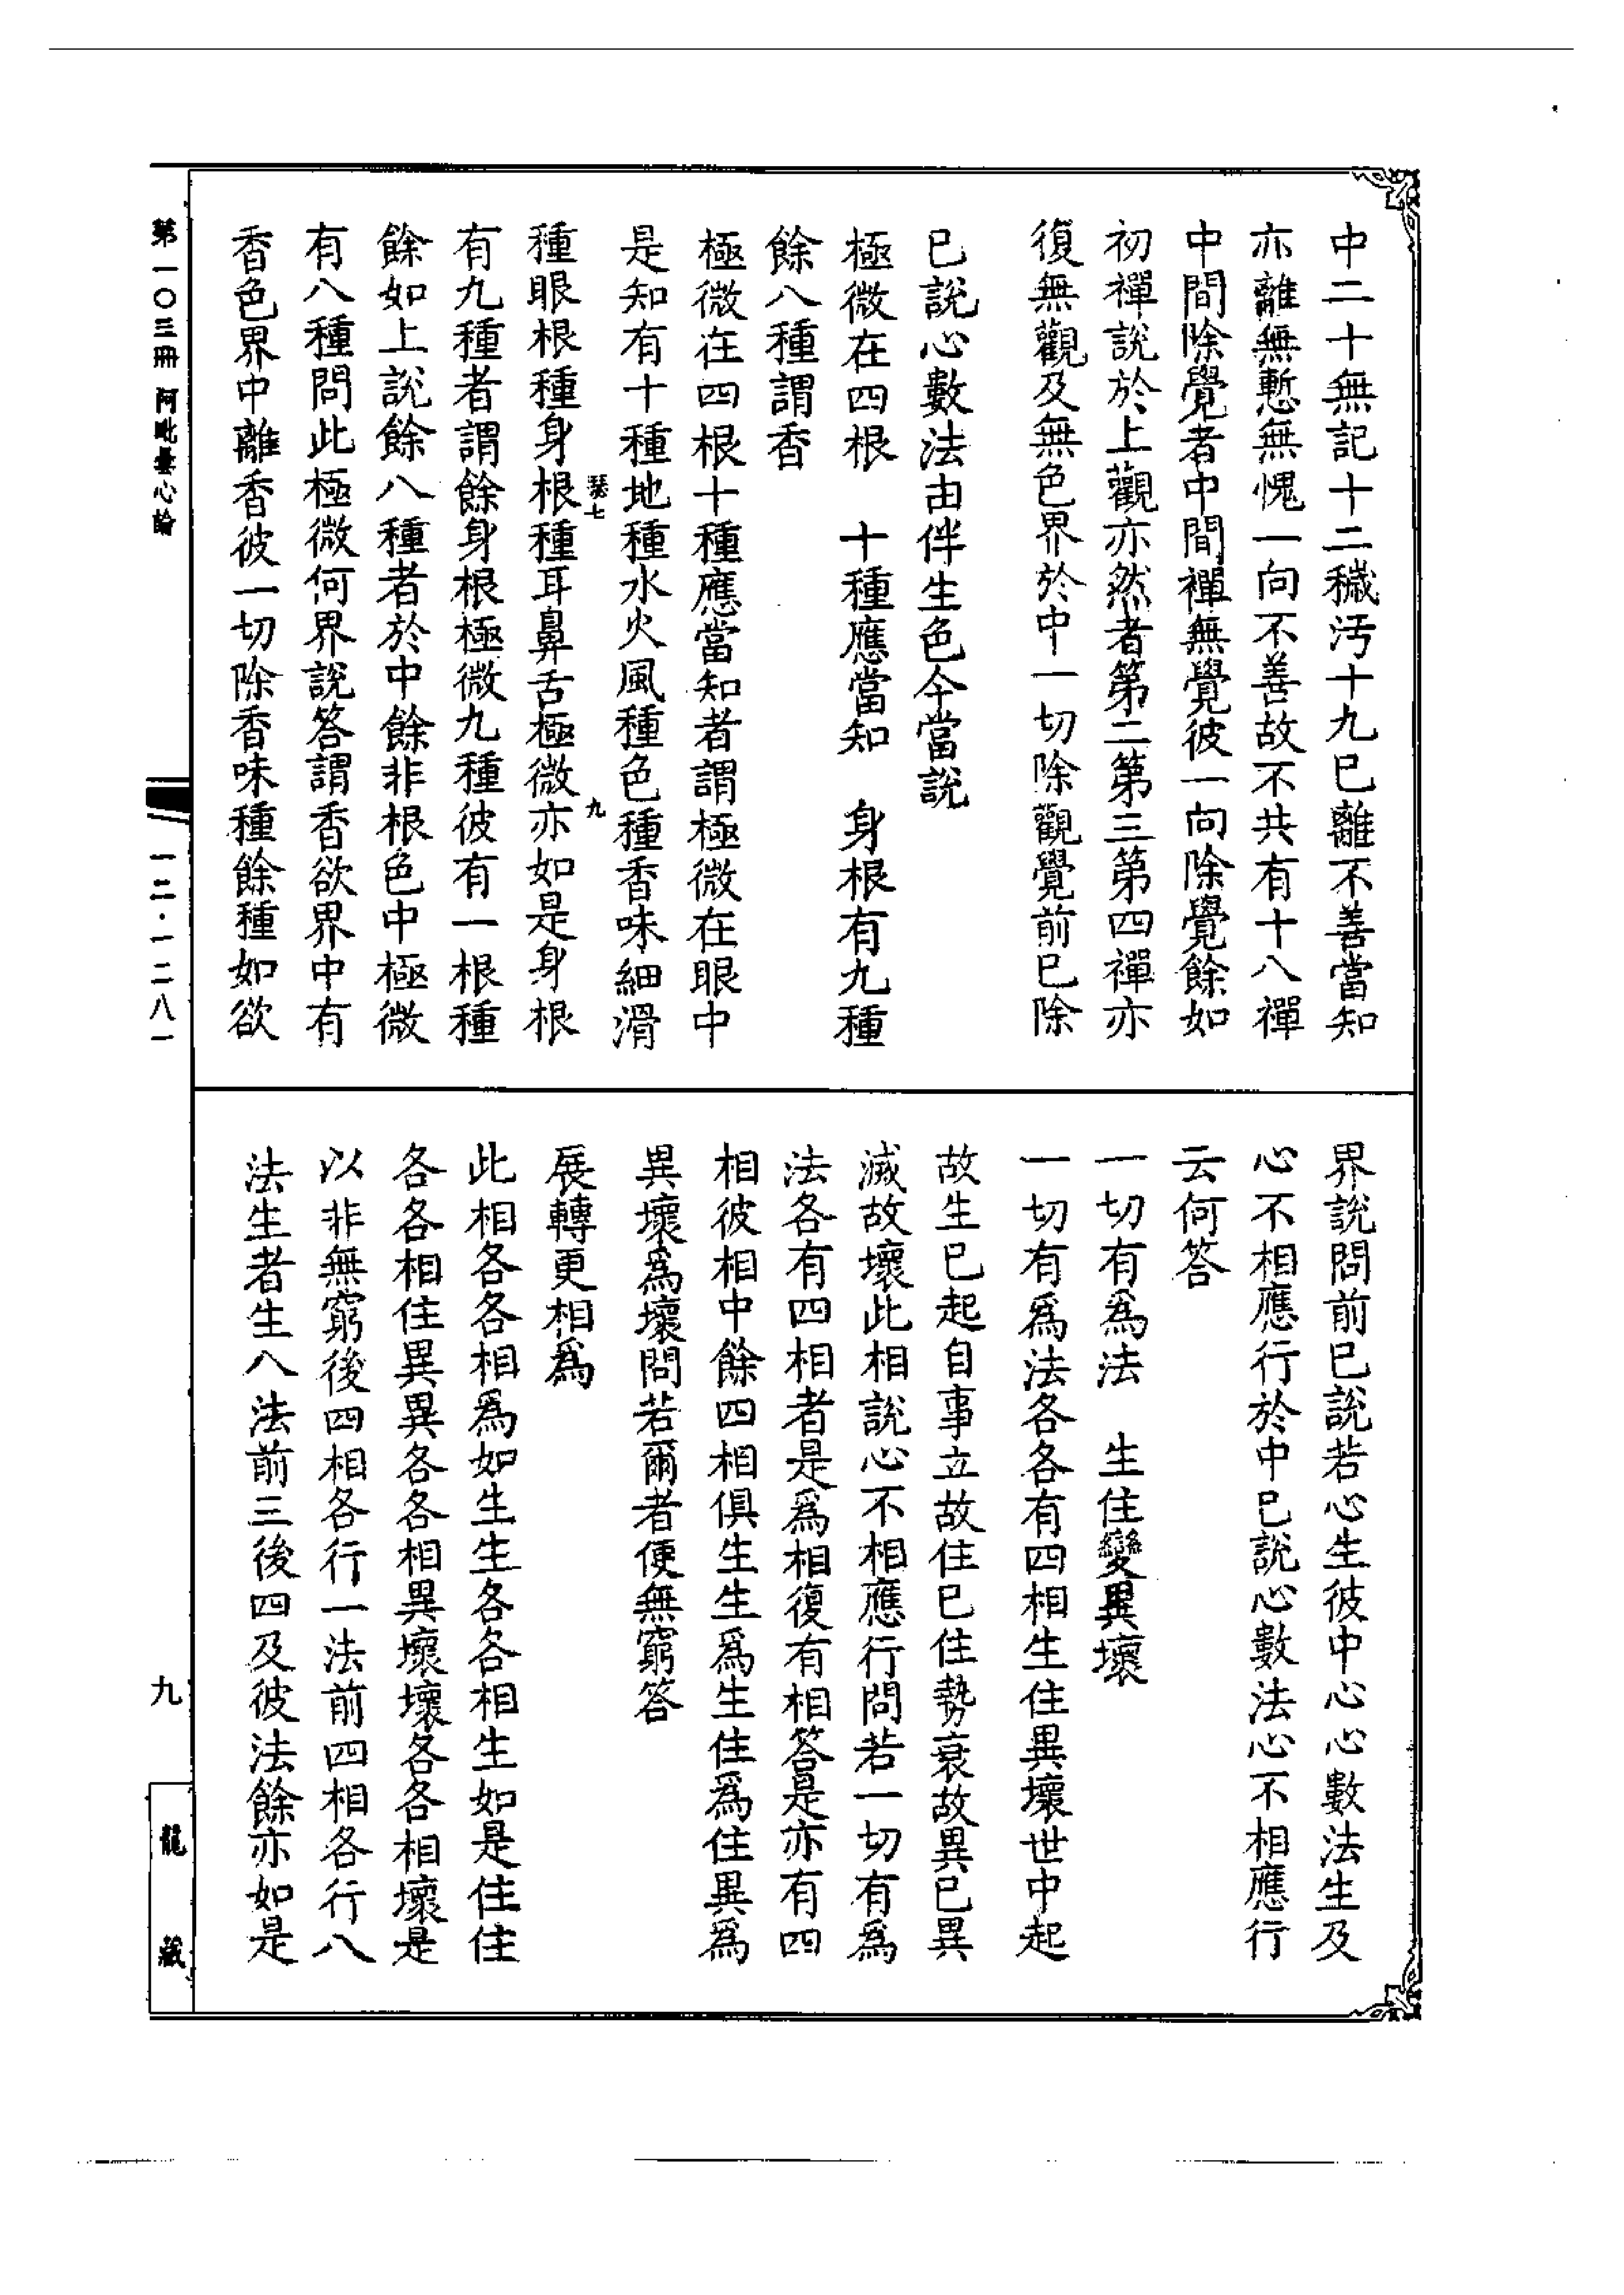 中二十無記十二穢汚十九已離不善當知
亦離無慙無愧一向不善故不共有十八禪
中間除覺者中間禪無覺彼一向除覺餘如
初禪說於上觀亦然者第二第三第四禪亦
復無觀及無色界於中一切除觀覺前已除
已說心數法由伴生色今當說
極微在四根　十種應當知　身根有九種
餘八種謂香
極微在四根十種應當知者謂極微在眼中
是知有十種地種水火風種色種香味細滑
瑟七　九
種眼根種身根種耳鼻舌極微亦如是身根
有九種者謂餘身根極微九種彼有一根種
餘如上說餘八種者於中餘非根色中極微
有八種問此極微何界說答謂香欲界中有
香色界中離香彼一切除香味種餘種如欲
界說問前已說若心生彼中心心數法生及
心不相應行於中已說心數法心不相應行
云何答
一切有爲法　生住變異壞
一切有爲法各各有四相生住異壞世中起
故生已起自事立故住已住勢衰故異已異
滅故壞此相說心不相應行問若一切有爲
法各有四相者是爲相復有相答是亦有四
相彼相中餘四相俱生生爲生住爲住異爲
異壞爲壞問若爾者便無窮答
展轉更相爲
此相各各相爲如生生各各相生如是住住
各各相住異異各各相異壞壞各各相壞是
以非無窮後四相各行一法前四相各行八
法生者生八法前三後四及彼法餘亦如是
第一〇三冊　阿毗曇心論
一二·一二八一
九
龍藏